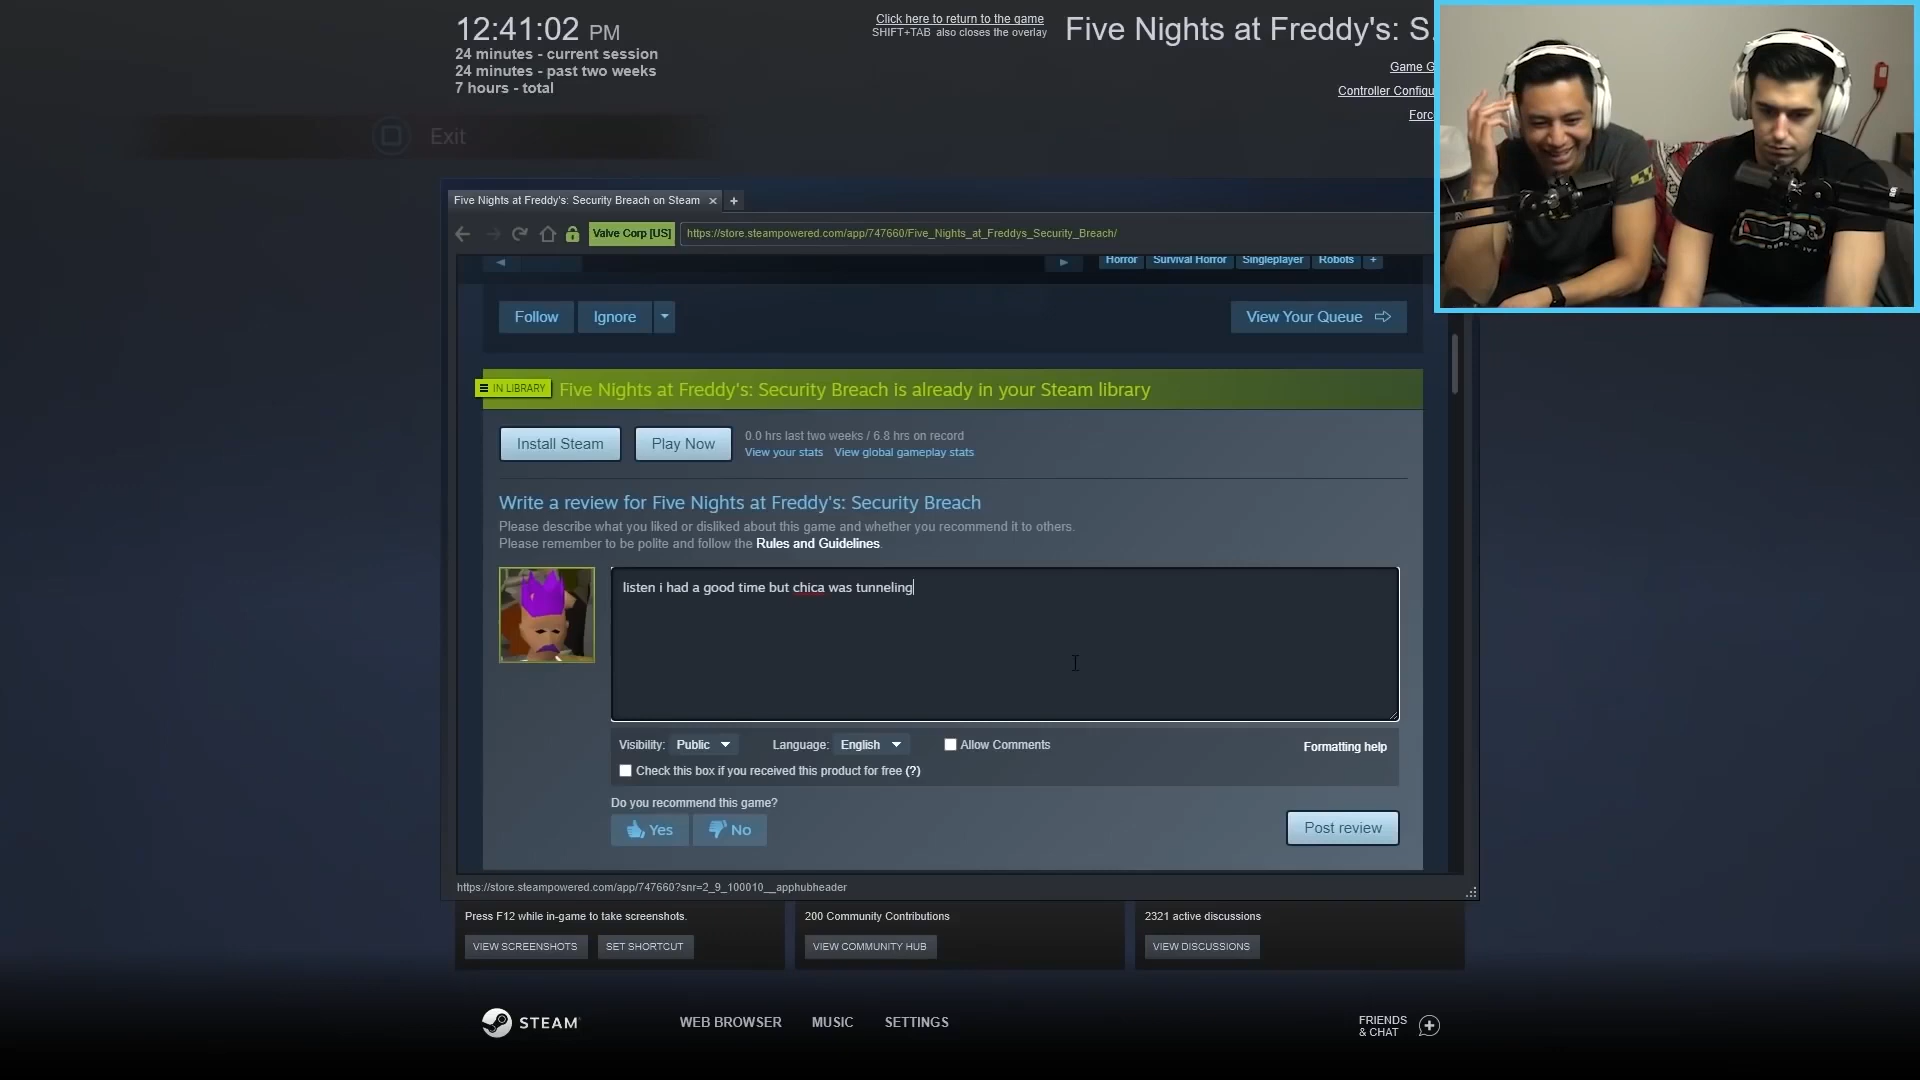 12:41:02 PM
24 minutes - current session
24 minutes - past two weeks
7 hours - total
Click here to return to the game
SHIFT+TAB also closes the overlay
Five Nights at Freddy's: S.
Game G
Controller Configu
Forc
Exit
Five Nights at Freddy's: Security Breach on Steam
Valve Corp [US]
https://store.steampowered.com/app/747660/Five_Nights_at_Freddys_Security_Breach/
Horror Survival Horror Singleplayer Robots +
Follow Ignore View Your Queue
IN LIBRARY Five Nights at Freddy's: Security Breach is already in your Steam library
Install Steam Play Now
0.0 hrs last two weeks / 6.8 hrs on record
View your stats View global gameplay stats
Write a review for Five Nights at Freddy's: Security Breach
Please describe what you liked or disliked about this game and whether you recommend it to others.
Please remember to be polite and follow the Rules and Guidelines.
listen i had a good time but chica was tunneling
Visibility: Public Language: English Allow Comments Formatting help
Check this box if you received this product for free (?)
Do you recommend this game?
Yes No Post review
https://store.steampowered.com/app/747660?snr=2_9_100010__apphubheader
Press F12 while in-game to take screenshots.
VIEW SCREENSHOTS SET SHORTCUT
200 Community Contributions
VIEW COMMUNITY HUB
2321 active discussions
VIEW DISCUSSIONS
STEAM WEB BROWSER MUSIC SETTINGS
FRIENDS
& CHAT